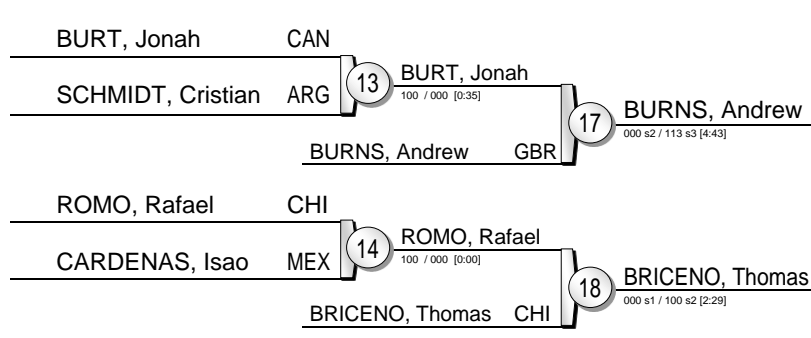 BURT, Jonah CAN
SCHMIDT, Cristian ARG
13
BURT, Jonah
100 / 000 [0:35]
BURNS, Andrew GBR
17
BURNS, Andrew
000 s2 / 113 s3 [4:43]
ROMO, Rafael CHI
CARDENAS, Isao MEX
14
ROMO, Rafael
100 / 000 [0:00]
BRICENO, Thomas CHI
18
BRICENO, Thomas
000 s1 / 100 s2 [2:29]